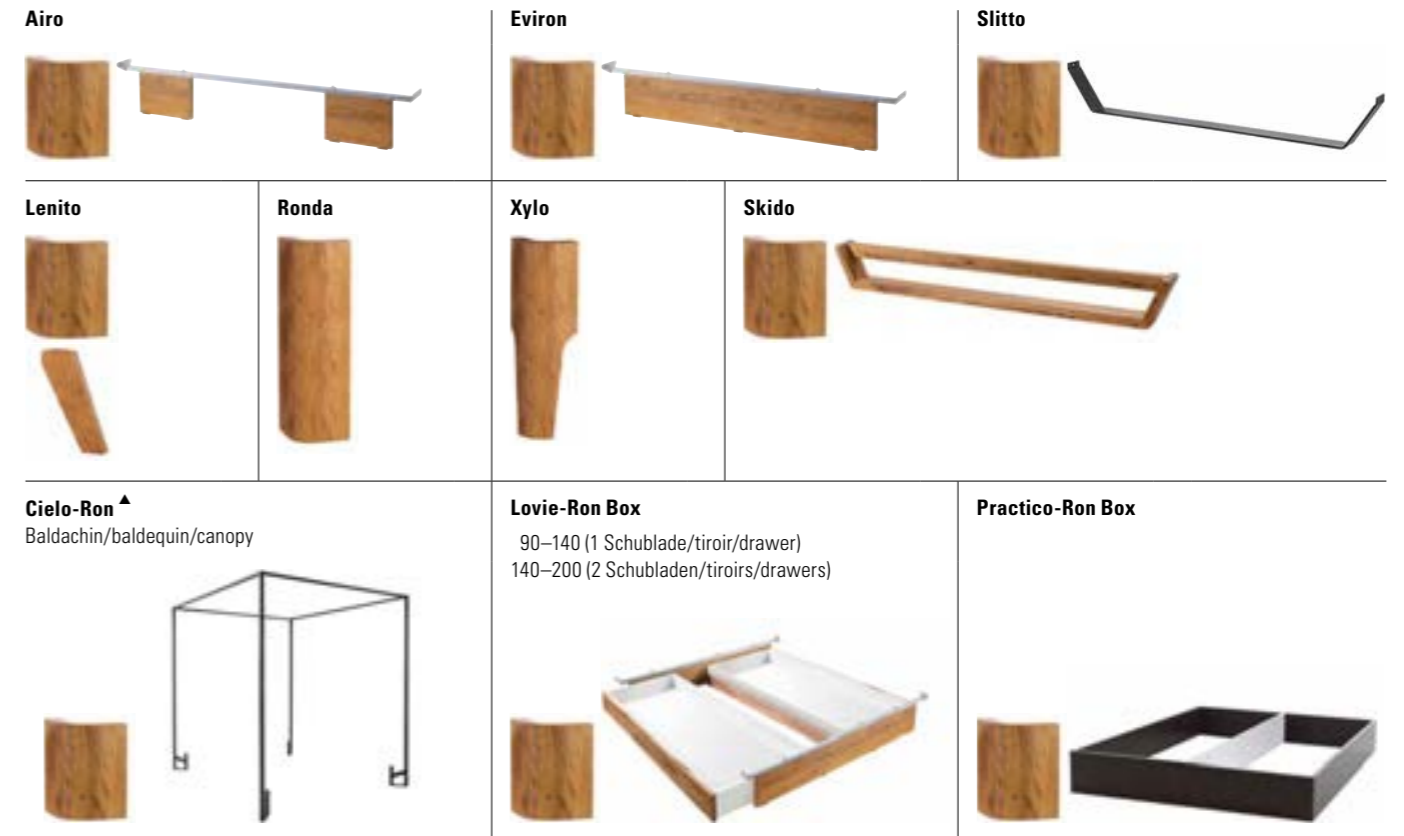 Airo
Eviron
Slitto
Lenito
Ronda
Xylo
Skido
Cielo-Ron▲
Baldachin/baldequin/canopy
Lovie-Ron Box
90–140 (1 Schublade/tiroir/drawer)
140–200 (2 Schubladen/tiroirs/drawers)
Practico-Ron Box